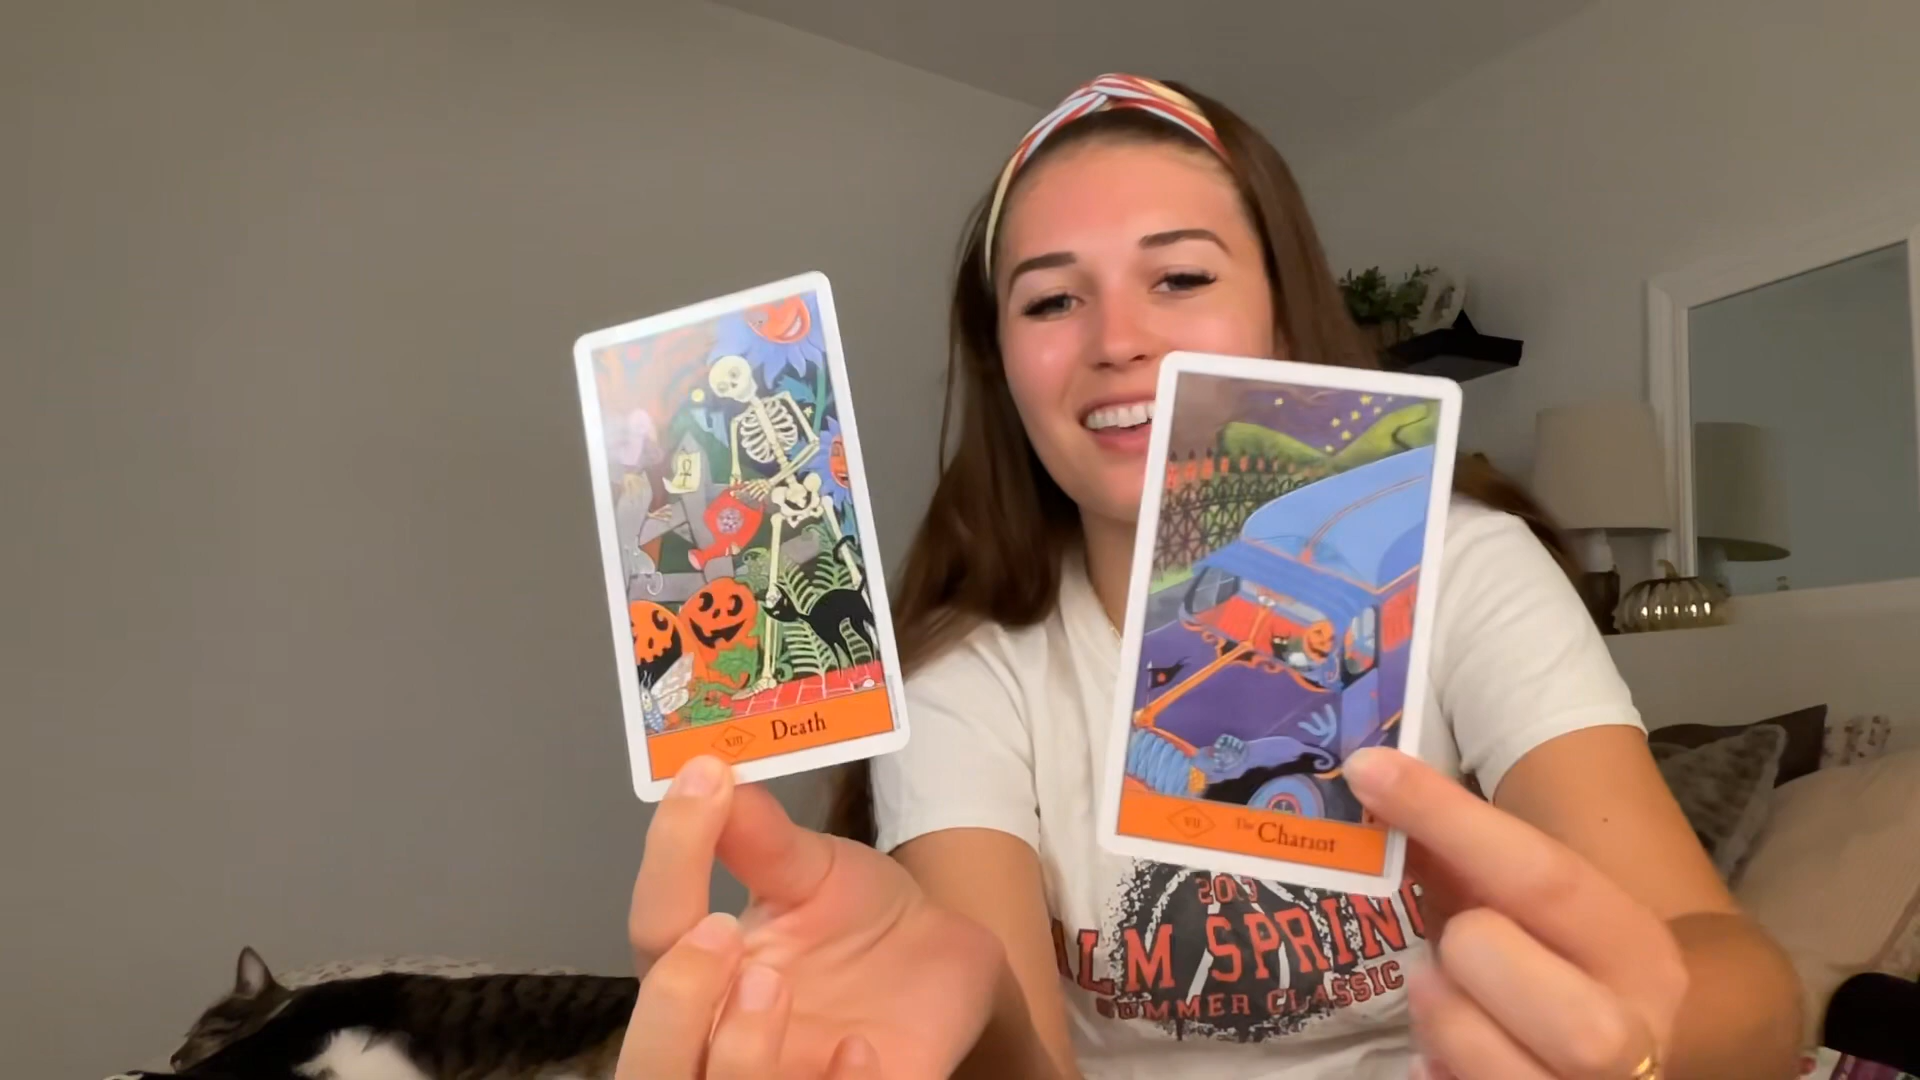 XIII Death
VII The Chariot
200
ALM SPRING
SUMMER CLASSIC